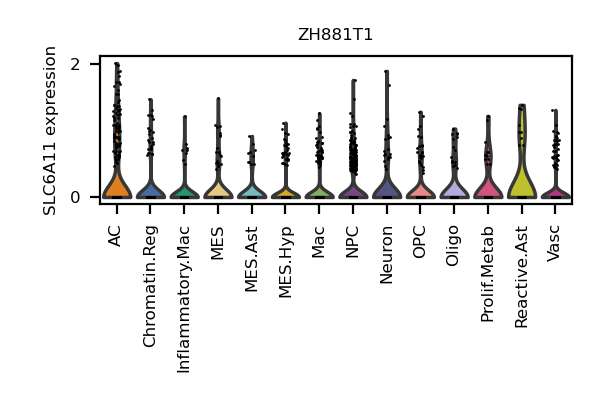 ZH881T1
SLC6A11 expression
2
0
AC
Chromatin.Reg
Inflammatory.Mac
MES
MES.Ast
MES.Hyp
Mac
NPC
Neuron
OPC
Oligo
Prolif.Metab
Reactive.Ast
Vasc